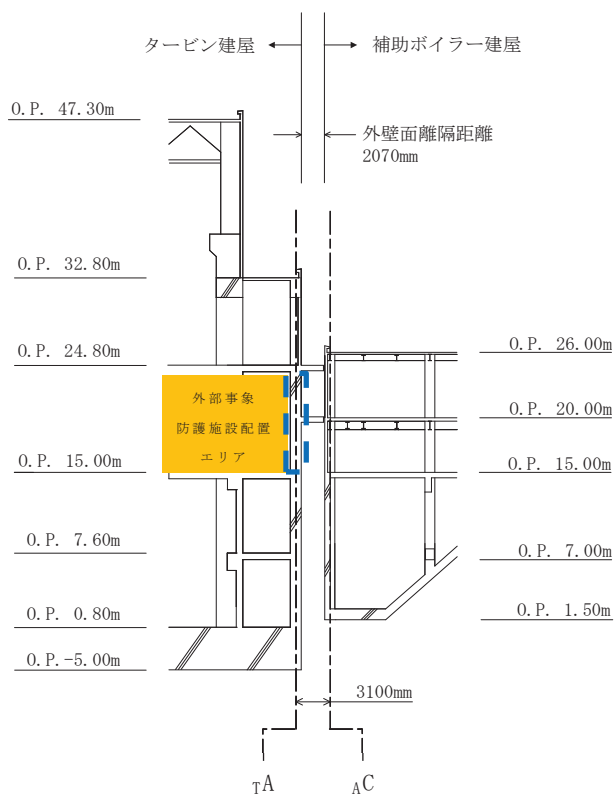 タービン建屋
補助ボイラー建屋
O.P. 47.30m
外壁面離隔距離
2070mm
O.P. 32.80m
O.P. 24.80m
O.P. 26.00m
外部事象
防護施設配置
エリア
O.P. 20.00m
O.P. 15.00m
O.P. 15.00m
O.P. 7.60m
O.P. 7.00m
O.P. 0.80m
O.P. 1.50m
O.P.-5.00m
3100mm
TA
AC